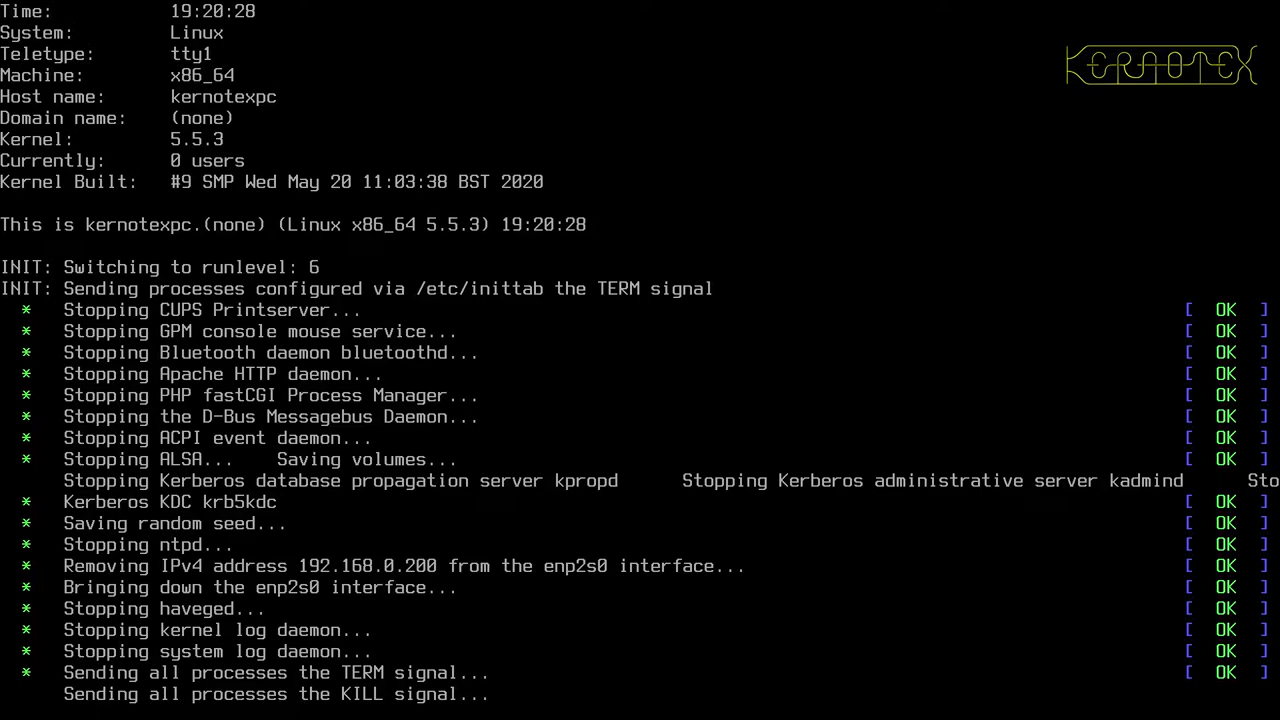 Time: 19:20:28
System: Linux
Teletype: tty1
Machine: x86_64
Host name: kernotexpc
Domain name: (none)
Kernel: 5.5.3
Currently: 0 users
Kernel Built: #9 SMP Wed May 20 11:03:38 BST 2020
KERNOTEX
This is kernotexpc.(none) (Linux x86_64 5.5.3) 19:20:28
INIT: Switching to runlevel: 6
INIT: Sending processes configured via /etc/inittab the TERM signal
* Stopping CUPS Printserver... [ OK ]
* Stopping GPM console mouse service... [ OK ]
* Stopping Bluetooth daemon bluetoothd... [ OK ]
* Stopping Apache HTTP daemon... [ OK ]
* Stopping PHP fastCGI Process Manager... [ OK ]
* Stopping the D-Bus Messagebus Daemon... [ OK ]
* Stopping ACPI event daemon... [ OK ]
* Stopping ALSA... Saving volumes... [ OK ]
Stopping Kerberos database propagation server kpropd Stopping Kerberos administrative server kadmind Sto
* Kerberos KDC krb5kdc [ OK ]
* Saving random seed... [ OK ]
* Stopping ntpd... [ OK ]
* Removing IPv4 address 192.168.0.200 from the enp2s0 interface... [ OK ]
* Bringing down the enp2s0 interface... [ OK ]
* Stopping haveged... [ OK ]
* Stopping kernel log daemon... [ OK ]
* Stopping system log daemon... [ OK ]
* Sending all processes the TERM signal... [ OK ]
Sending all processes the KILL signal...